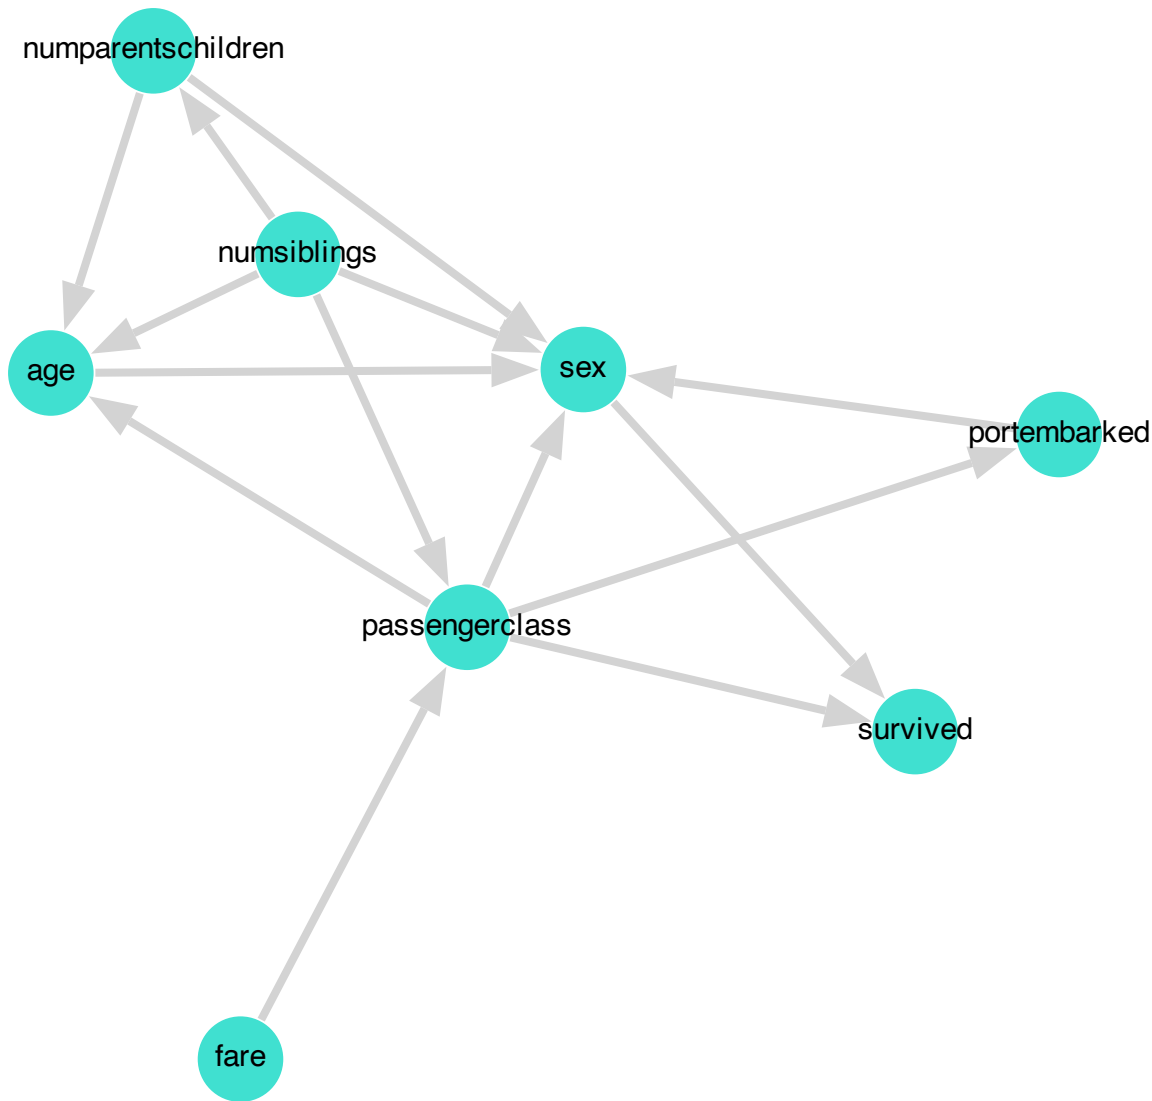 numparentschildren
numsiblings
age
sex
portembarked
passengerclass
survived
fare